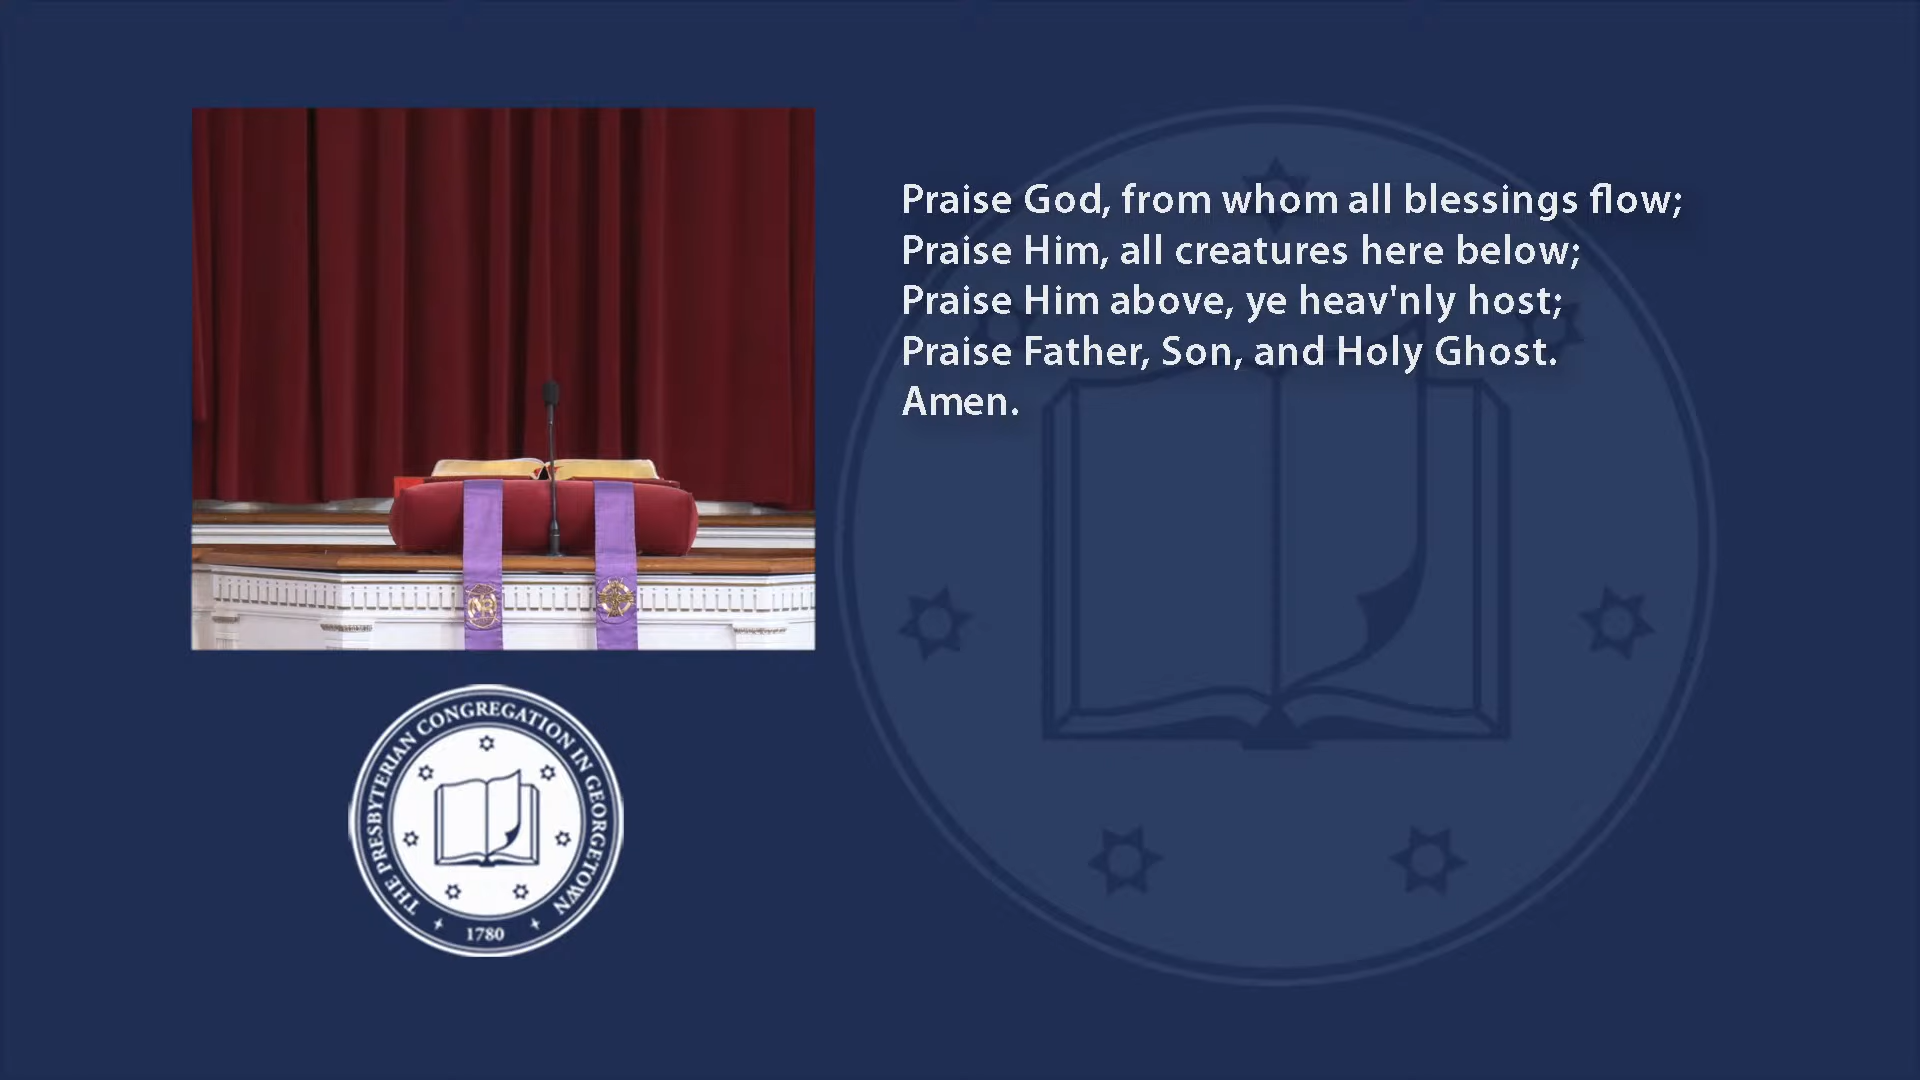 Praise God, from whom all blessings flow;
Praise Him, all creatures here below;
Praise Him above, ye heav'nly host;
Praise Father, Son, and Holy Ghost.
Amen.
THE PRESBYTERIAN CONGREGATION IN GEORGETOWN
1780